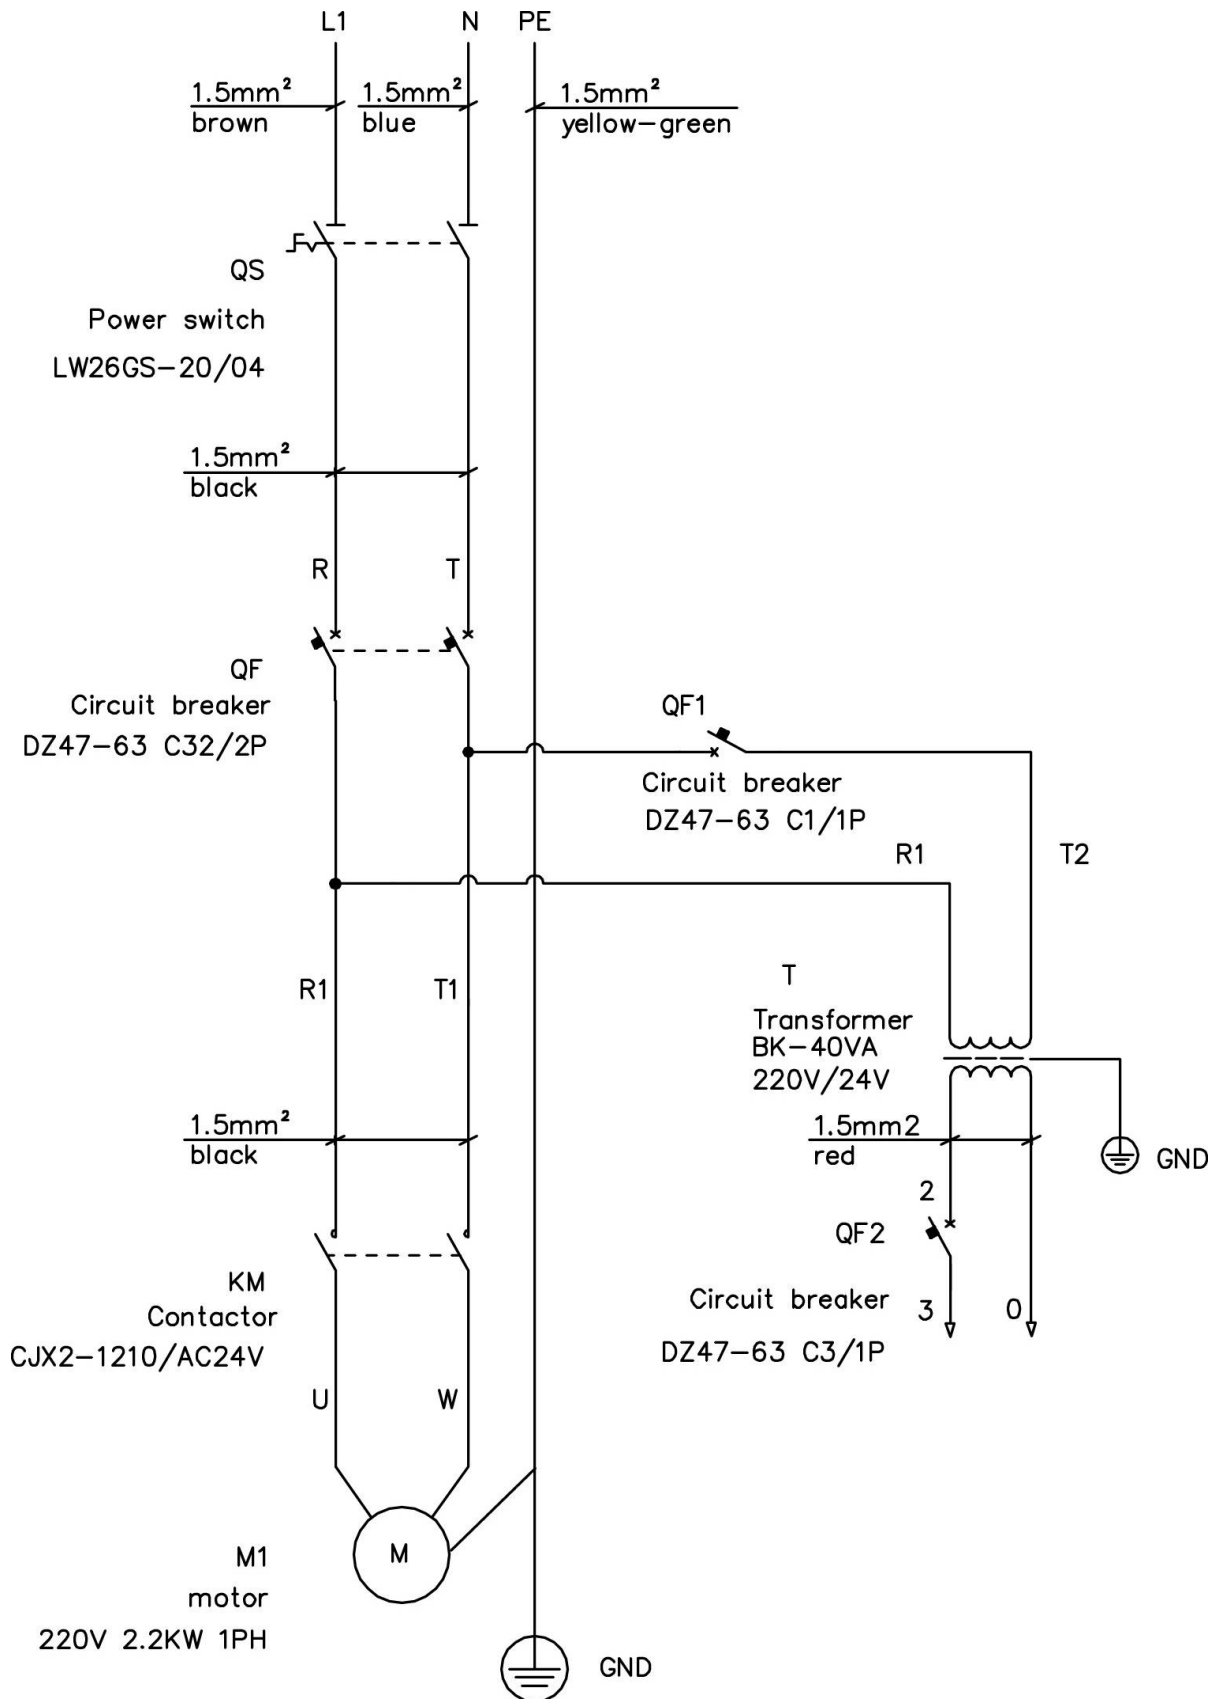 L1 N PE
1.5mm² 1.5mm² 1.5mm²
brown blue yellow-green
QS
Power switch
LW26GS-20/04
1.5mm²
black
R T
QF
Circuit breaker
DZ47-63 C32/2P
QF1
Circuit breaker
DZ47-63 C1/1P
R1 T2
R1 T1
T
Transformer
BK-40VA
220V/24V
1.5mm²
black
1.5mm2
red
GND
2
QF2
Circuit breaker
DZ47-63 C3/1P
3 0
KM
Contactor
CJX2-1210/AC24V
U W
M
M1
motor
220V 2.2KW 1PH
GND